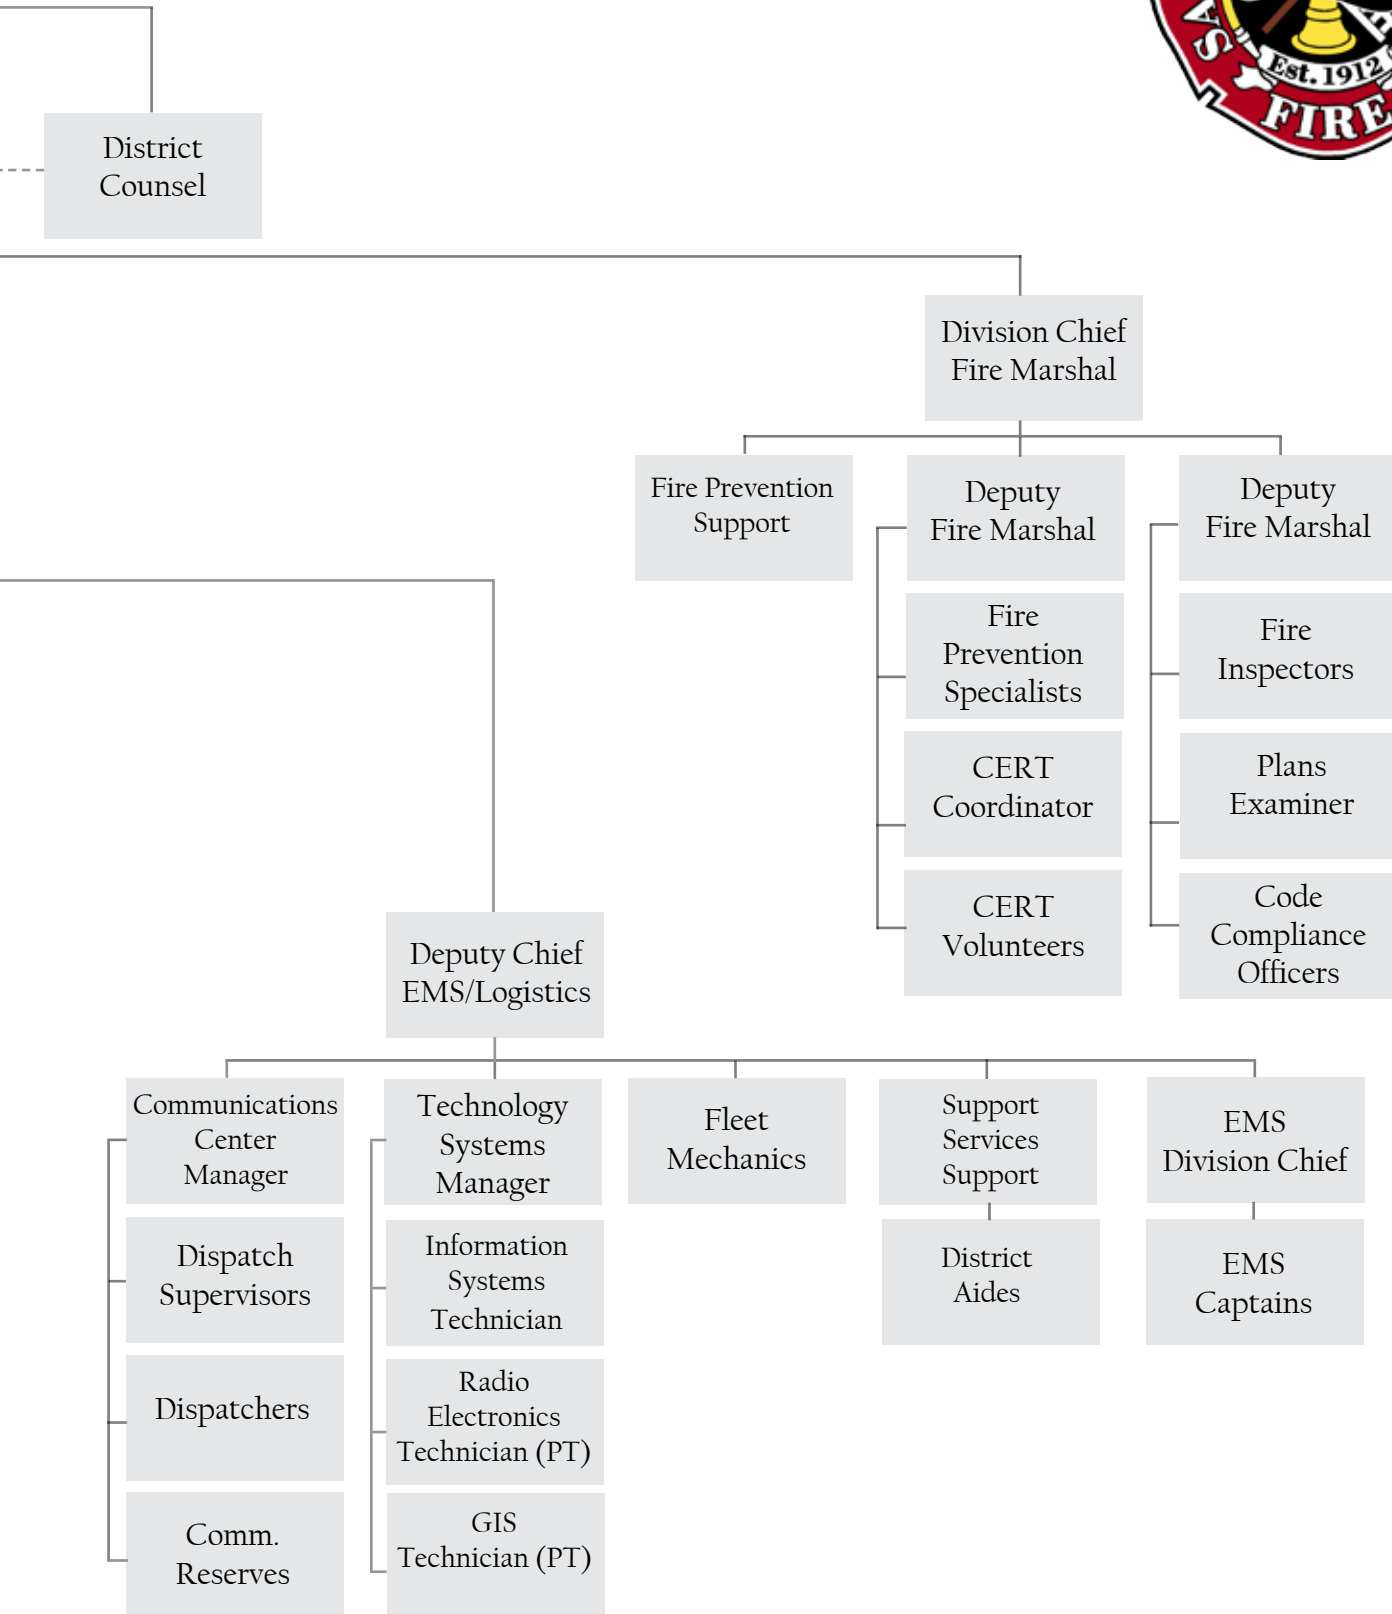 SA
Est. 1912
FIRE
District
Counsel
Division Chief
Fire Marshal
Fire Prevention
Support
Deputy
Fire Marshal
Fire
Prevention
Specialists
CERT
Coordinator
CERT
Volunteers
Deputy
Fire Marshal
Fire
Inspectors
Plans
Examiner
Code
Compliance
Officers
Deputy Chief
EMS/Logistics
Communications
Center
Manager
Dispatch
Supervisors
Dispatchers
Comm.
Reserves
Technology
Systems
Manager
Information
Systems
Technician
Radio
Electronics
Technician (PT)
GIS
Technician (PT)
Fleet
Mechanics
Support
Services
Support
District
Aides
EMS
Division Chief
EMS
Captains